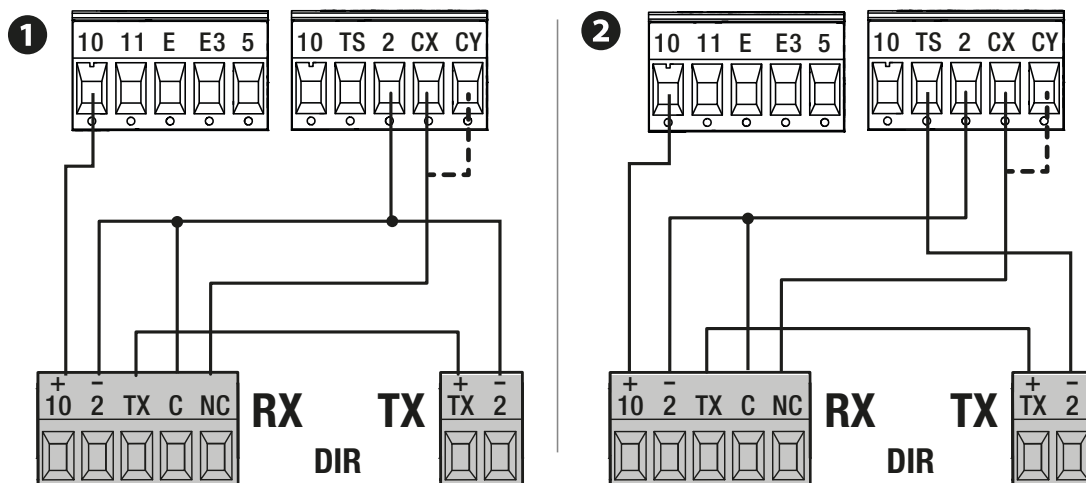 1
10 11 E E3 5
10 TS 2 CX CY
+ − + −
10 2 TX C NC
RX
TX
TX 2
DIR
2
10 11 E E3 5
10 TS 2 CX CY
+ − + −
10 2 TX C NC
RX
TX
TX 2
DIR